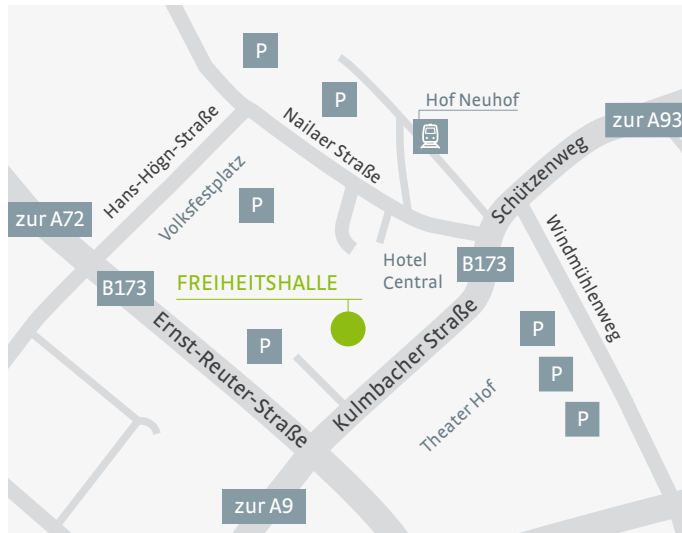 P
P
Hof Neuhof
zur A93
Hans-Högn-Straße
Nailaer Straße
Schützenweg
Volksfestplatz
P
zur A72
Windmühlenweg
Hotel
Central
B173
B173
FREIHEITSHALLE
Ernst-Reuter-Straße
P
Kulmbacher Straße
P
P
P
Theater Hof
zur A9